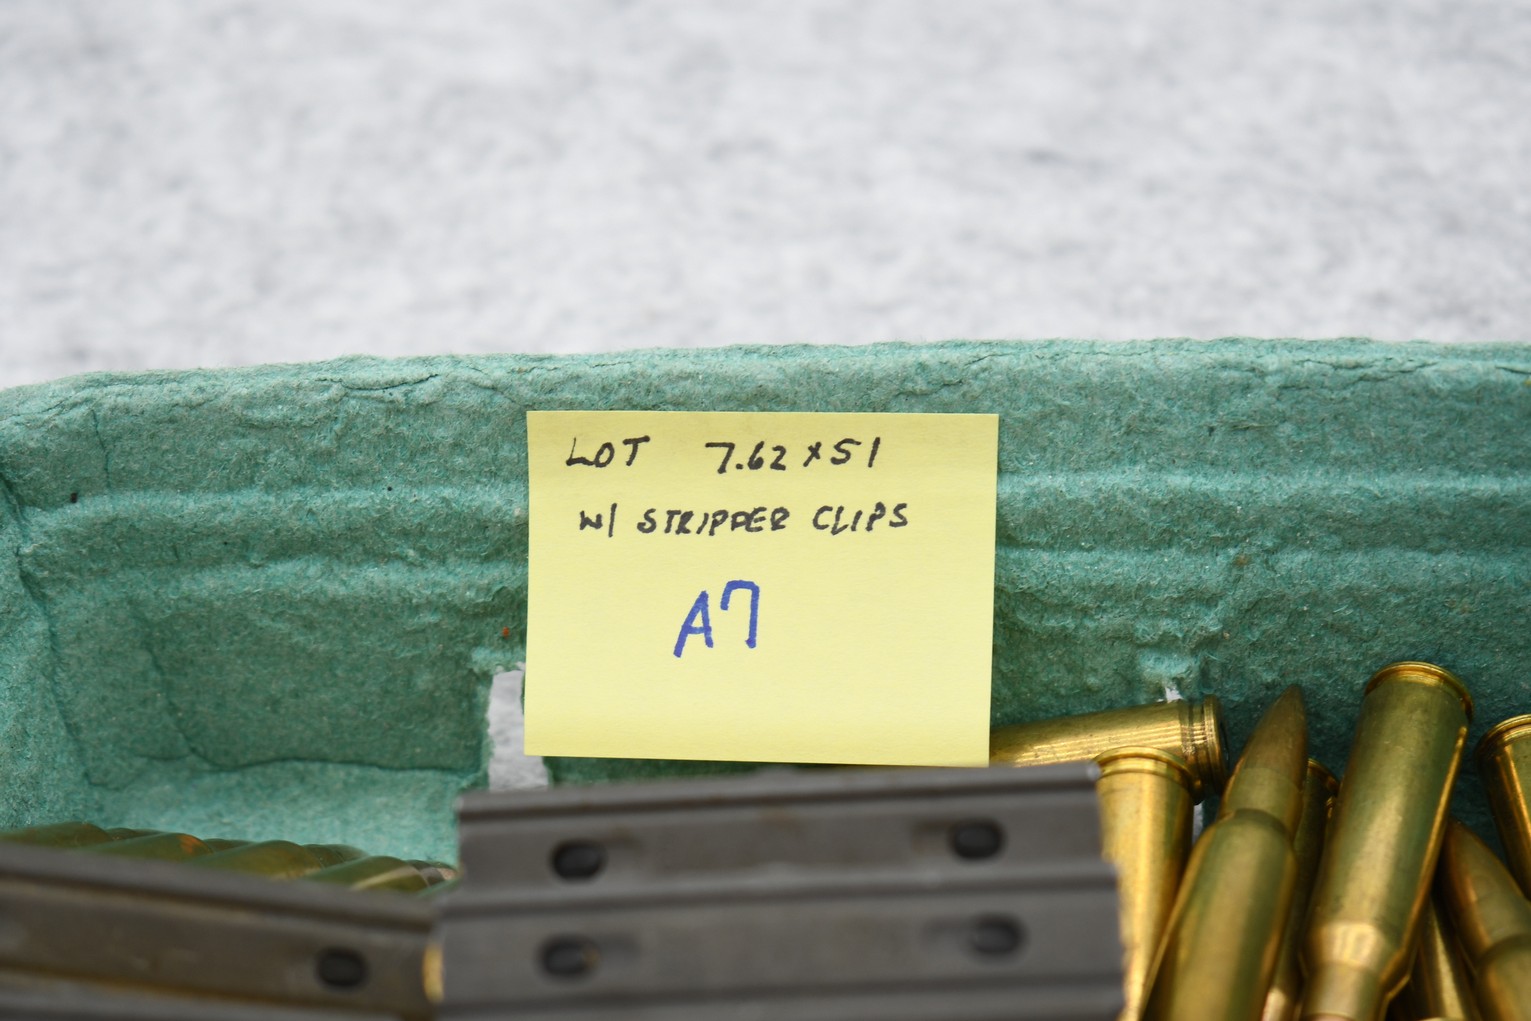 LOT 7.62x51
W/ STRIPPER CLIPS
A7